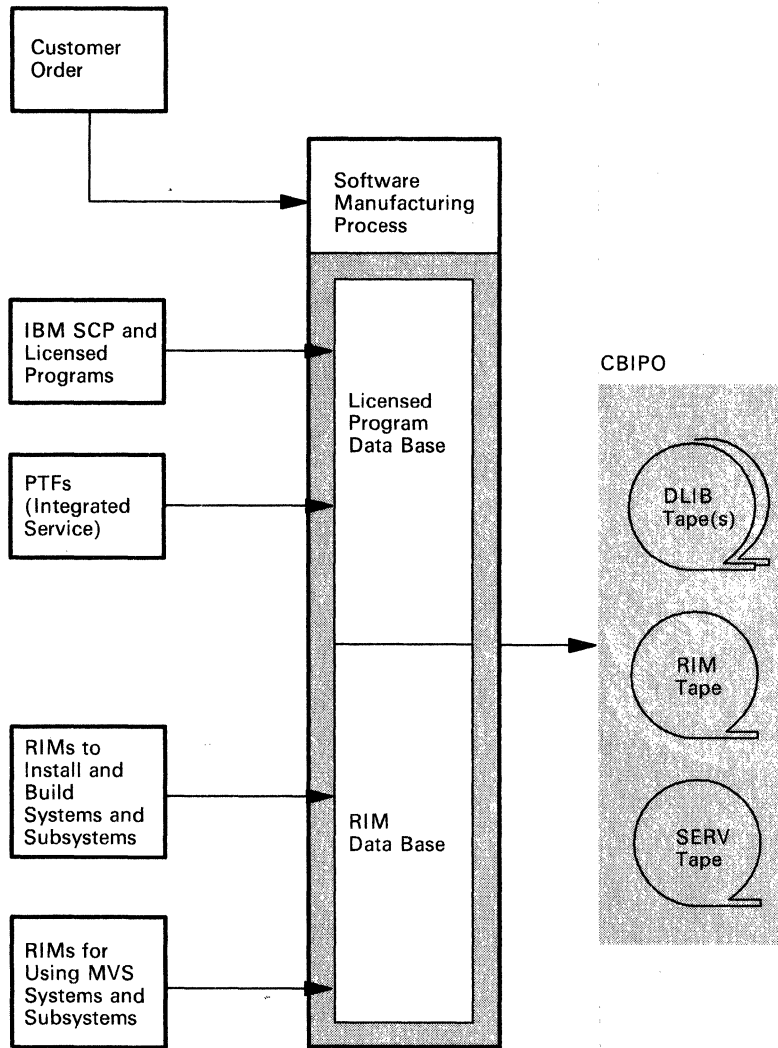 Customer
Order
Software
Manufacturing
Process
IBM SCP and
Licensed
Programs
CBIPO
Licensed
Program
Data Base
PTFs
(Integrated
Service)
DLIB
Tape(s)
RIM
Tape
RIMs to
Install and
Build
Systems and
Subsystems
RIM
Data Base
SERV
Tape
RIMs for
Using MVS
Systems and
Subsystems